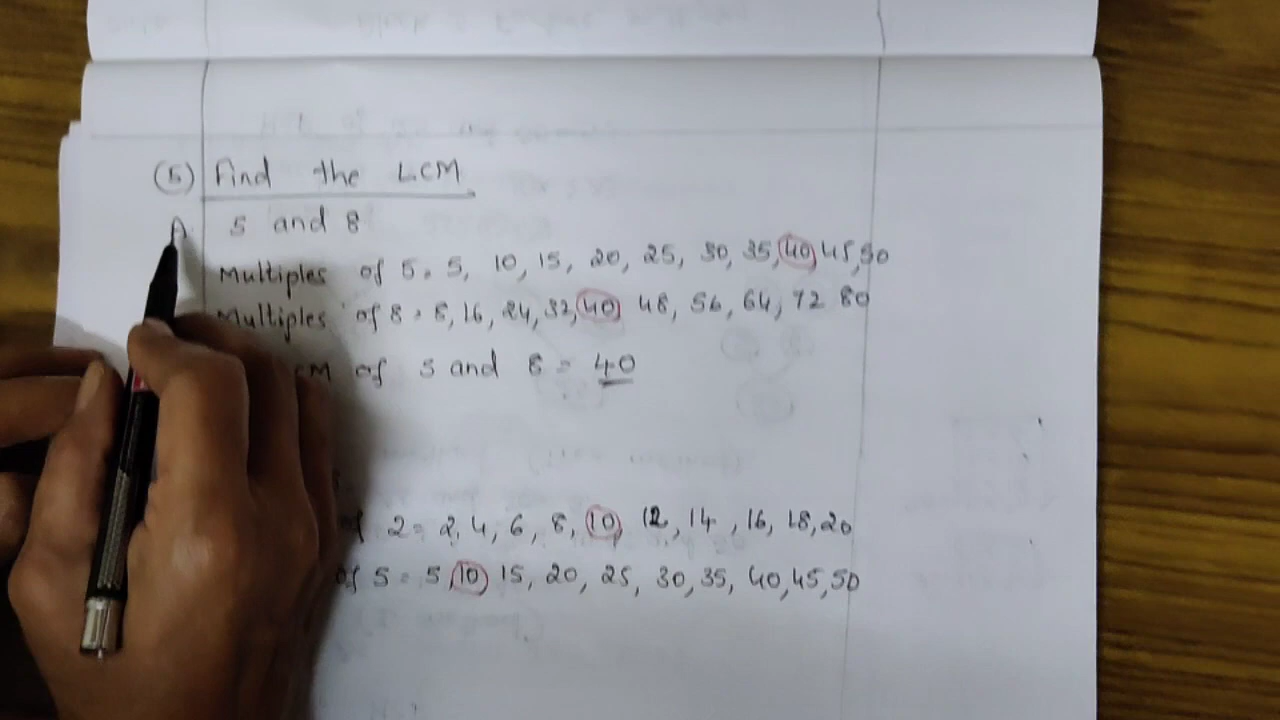 (5) Find the LCM
A. 5 and 8
Multiples of 5 = 5, 10, 15, 20, 25, 30, 35, 40, 45, 50
Multiples of 8 = 8, 16, 24, 32, 40, 48, 56, 64, 72 80
CM of 5 and 8 = 40
of 2 = 2, 4, 6, 8, 10, 12, 14, 16, 18, 20
of 5 = 5, 10, 15, 20, 25, 30, 35, 40, 45, 50